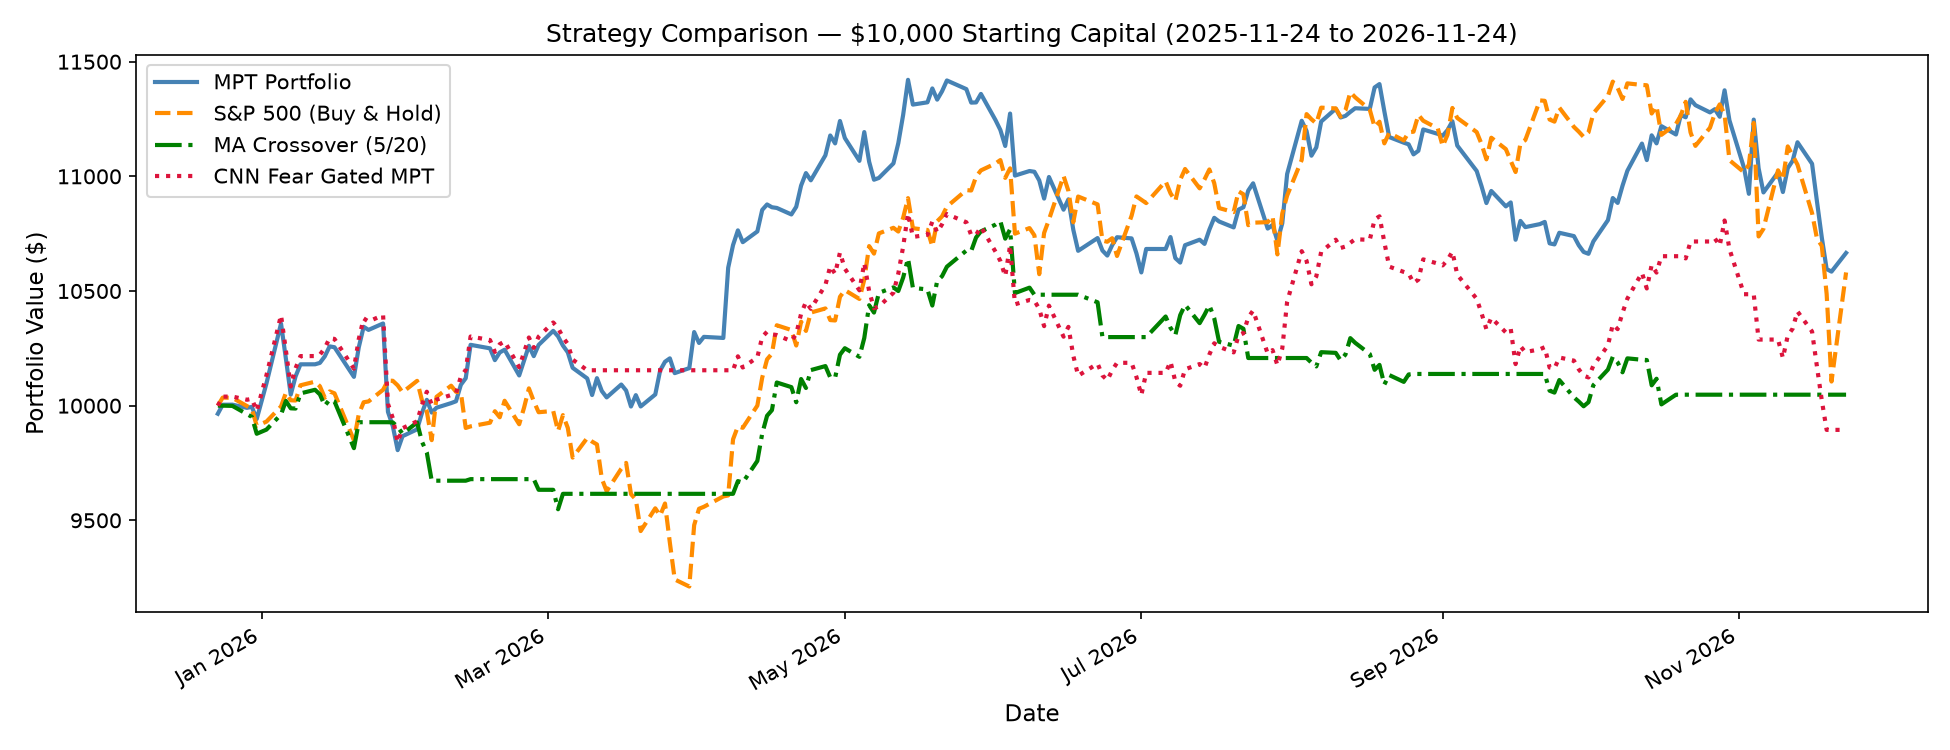 Strategy Comparison — $10,000 Starting Capital (2025-11-24 to 2026-11-24)
MPT Portfolio
S&P 500 (Buy & Hold)
MA Crossover (5/20)
CNN Fear Gated MPT
Portfolio Value ($)
11500
11000
10500
10000
9500
Jan 2026
Mar 2026
May 2026
Jul 2026
Sep 2026
Nov 2026
Date